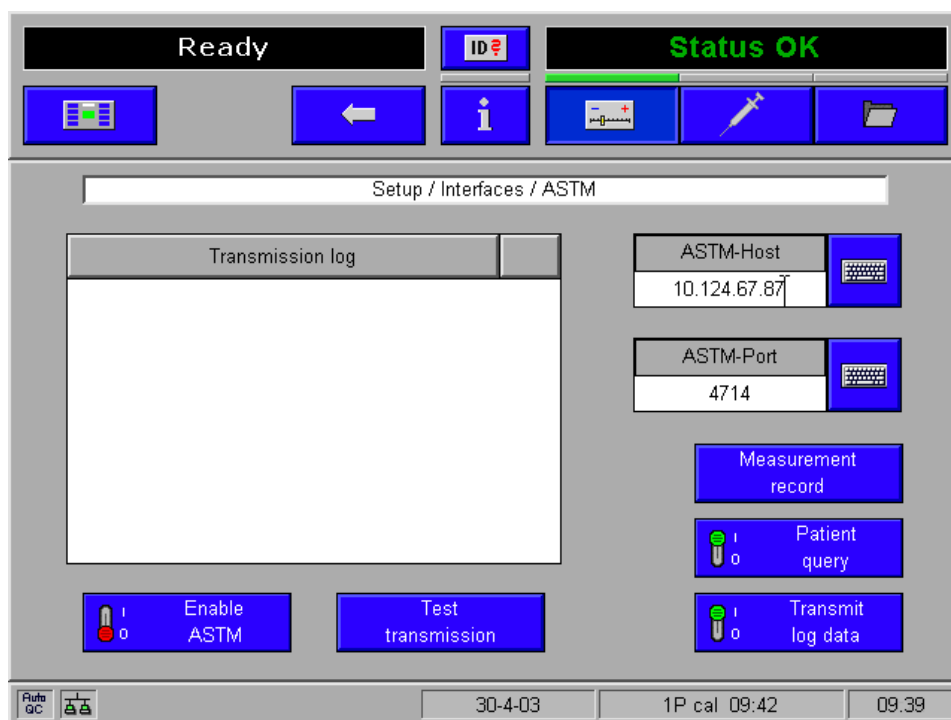 Ready
ID?
Status OK
i
- +
Setup / Interfaces / ASTM
Transmission log
ASTM-Host
10.124.67.87
ASTM-Port
4714
Measurement
record
I
0
Patient
query
I
0
Enable
ASTM
Test
transmission
I
0
Transmit
log data
Auto
QC
30-4-03
1P cal 09:42
09.39